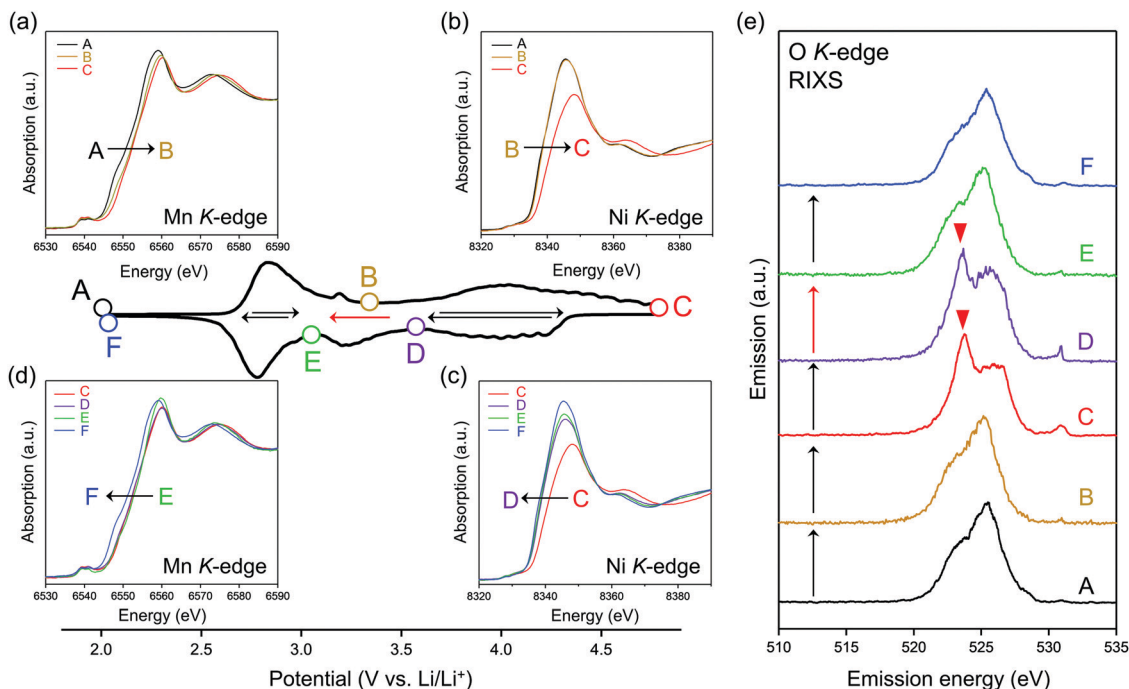 (a)
A
B
C
Absorption (a.u.)
A
B
Mn K-edge
6530 6540 6550 6560 6570 6580 6590
Energy (eV)
(b)
A
B
C
Absorption (a.u.)
B
C
Ni K-edge
8320 8340 8360 8380
Energy (eV)
A
F
B
C
E
D
(d)
C
D
E
F
Absorption (a.u.)
F
E
Mn K-edge
6530 6540 6550 6560 6570 6580 6590
Energy (eV)
(c)
C
D
E
F
Absorption (a.u.)
D
C
Ni K-edge
8320 8340 8360 8380
Energy (eV)
2.0 2.5 3.0 3.5 4.0 4.5
Potential (V vs. Li/Li⁺)
(e)
O K-edge
RIXS
Emission (a.u.)
F
E
D
C
B
A
510 515 520 525 530 535
Emission energy (eV)